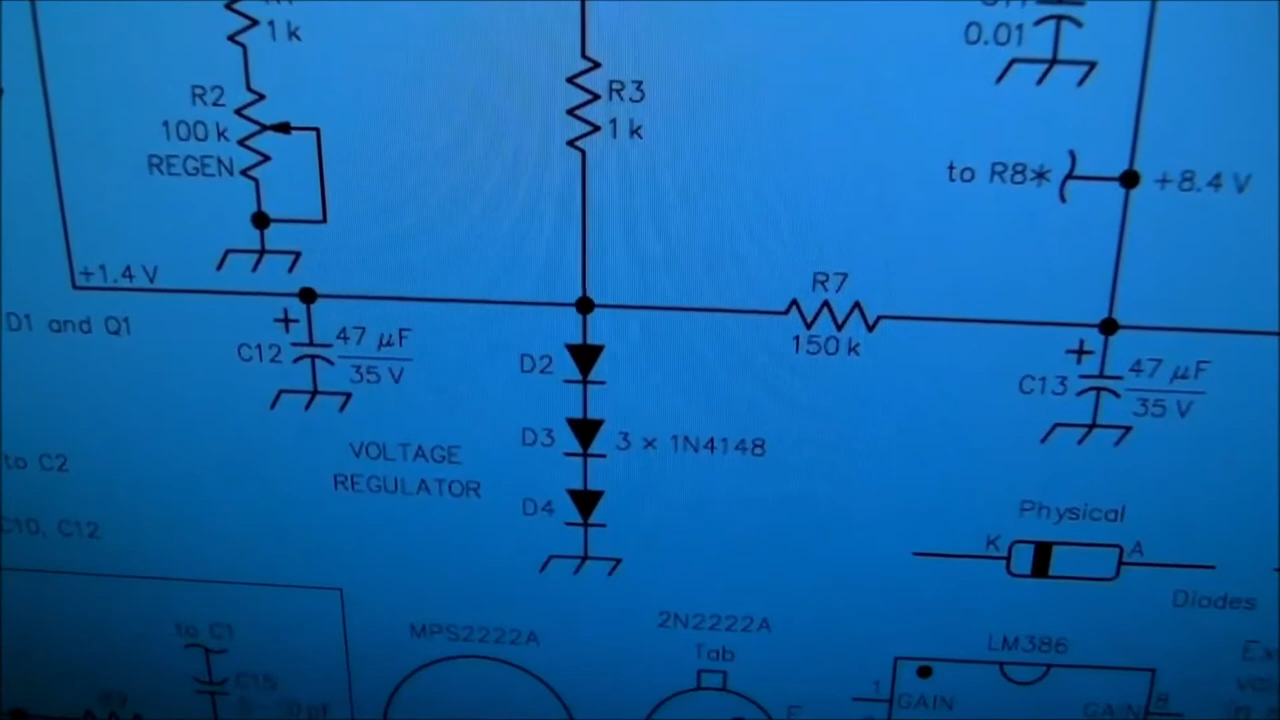 1 k
0.01
R2
100 k
REGEN
R3
1 k
to R8*
+8.4 V
+1.4 V
R7
150 k
D1 and Q1
+
C12
47 µF
35 V
D2
+
C13
47 µF
35 V
D3
3 × 1N4148
VOLTAGE
REGULATOR
to C2
D4
C10, C12
Physical
K
A
Diodes
to C1
MPS2222A
2N2222A
Tab
LM386
1
GAIN
GAIN
8